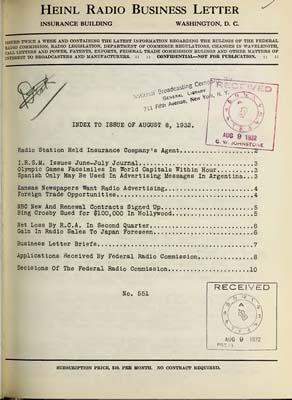 HEINL RADIO BUSINESS LETTER
INSURANCE BUILDING WASHINGTON, D. C.
ISSUED TWICE A WEEK AND CONTAINING THE LATEST INFORMATION REGARDING THE RULINGS OF THE FEDERAL
RADIO COMMISSION, RADIO LEGISLATION, DEPARTMENT OF COMMERCE REGULATIONS, CHANGES IN WAVELENGTH,
CALL LETTERS AND POWER, PATENTS, EXPORTS, FEDERAL TRADE COMMISSION RULINGS AND OTHER MATTERS OF
INTEREST TO BROADCASTERS AND MANUFACTURERS. :: :: CONFIDENTIAL—NOT FOR PUBLICATION. :: ::
National Broadcasting
GENERAL LIBRARY
711 Fifth Avenue, New York, N. Y.
RECEIVED
AUG 9 1932
C. W. JOHNSTONE
INDEX TO ISSUE OF AUGUST 8, 1932.
Radio Station Held Insurance Company's Agent..........2
I.R.S.M. Issues June-July Journal..........3
Olympic Games Facsimiles In World Capitals Within Hour..........3
Spanish Only May Be Used In Advertising Messages In Argentina...3
Kansas Newspapers Want Radio Advertising..........4
Foreign Trade Opportunities..........4
NBC New And Renewal Contracts Signed Up..........5
Bing Crosby Sued for $100,000 In Hollywood..........5
Net Loss By R.C.A. In Second Quarter..........6
Gain In Radio Sales To Japan Foreseen..........6
Business Letter Briefs..........7
Applications Received By Federal Radio Commission..........8
Decisions Of The Federal Radio Commission..........10
No. 551
RECEIVED
AUG 9 1932
SUBSCRIPTION PRICE, $10. PER MONTH. NO CONTRACT REQUIRED.